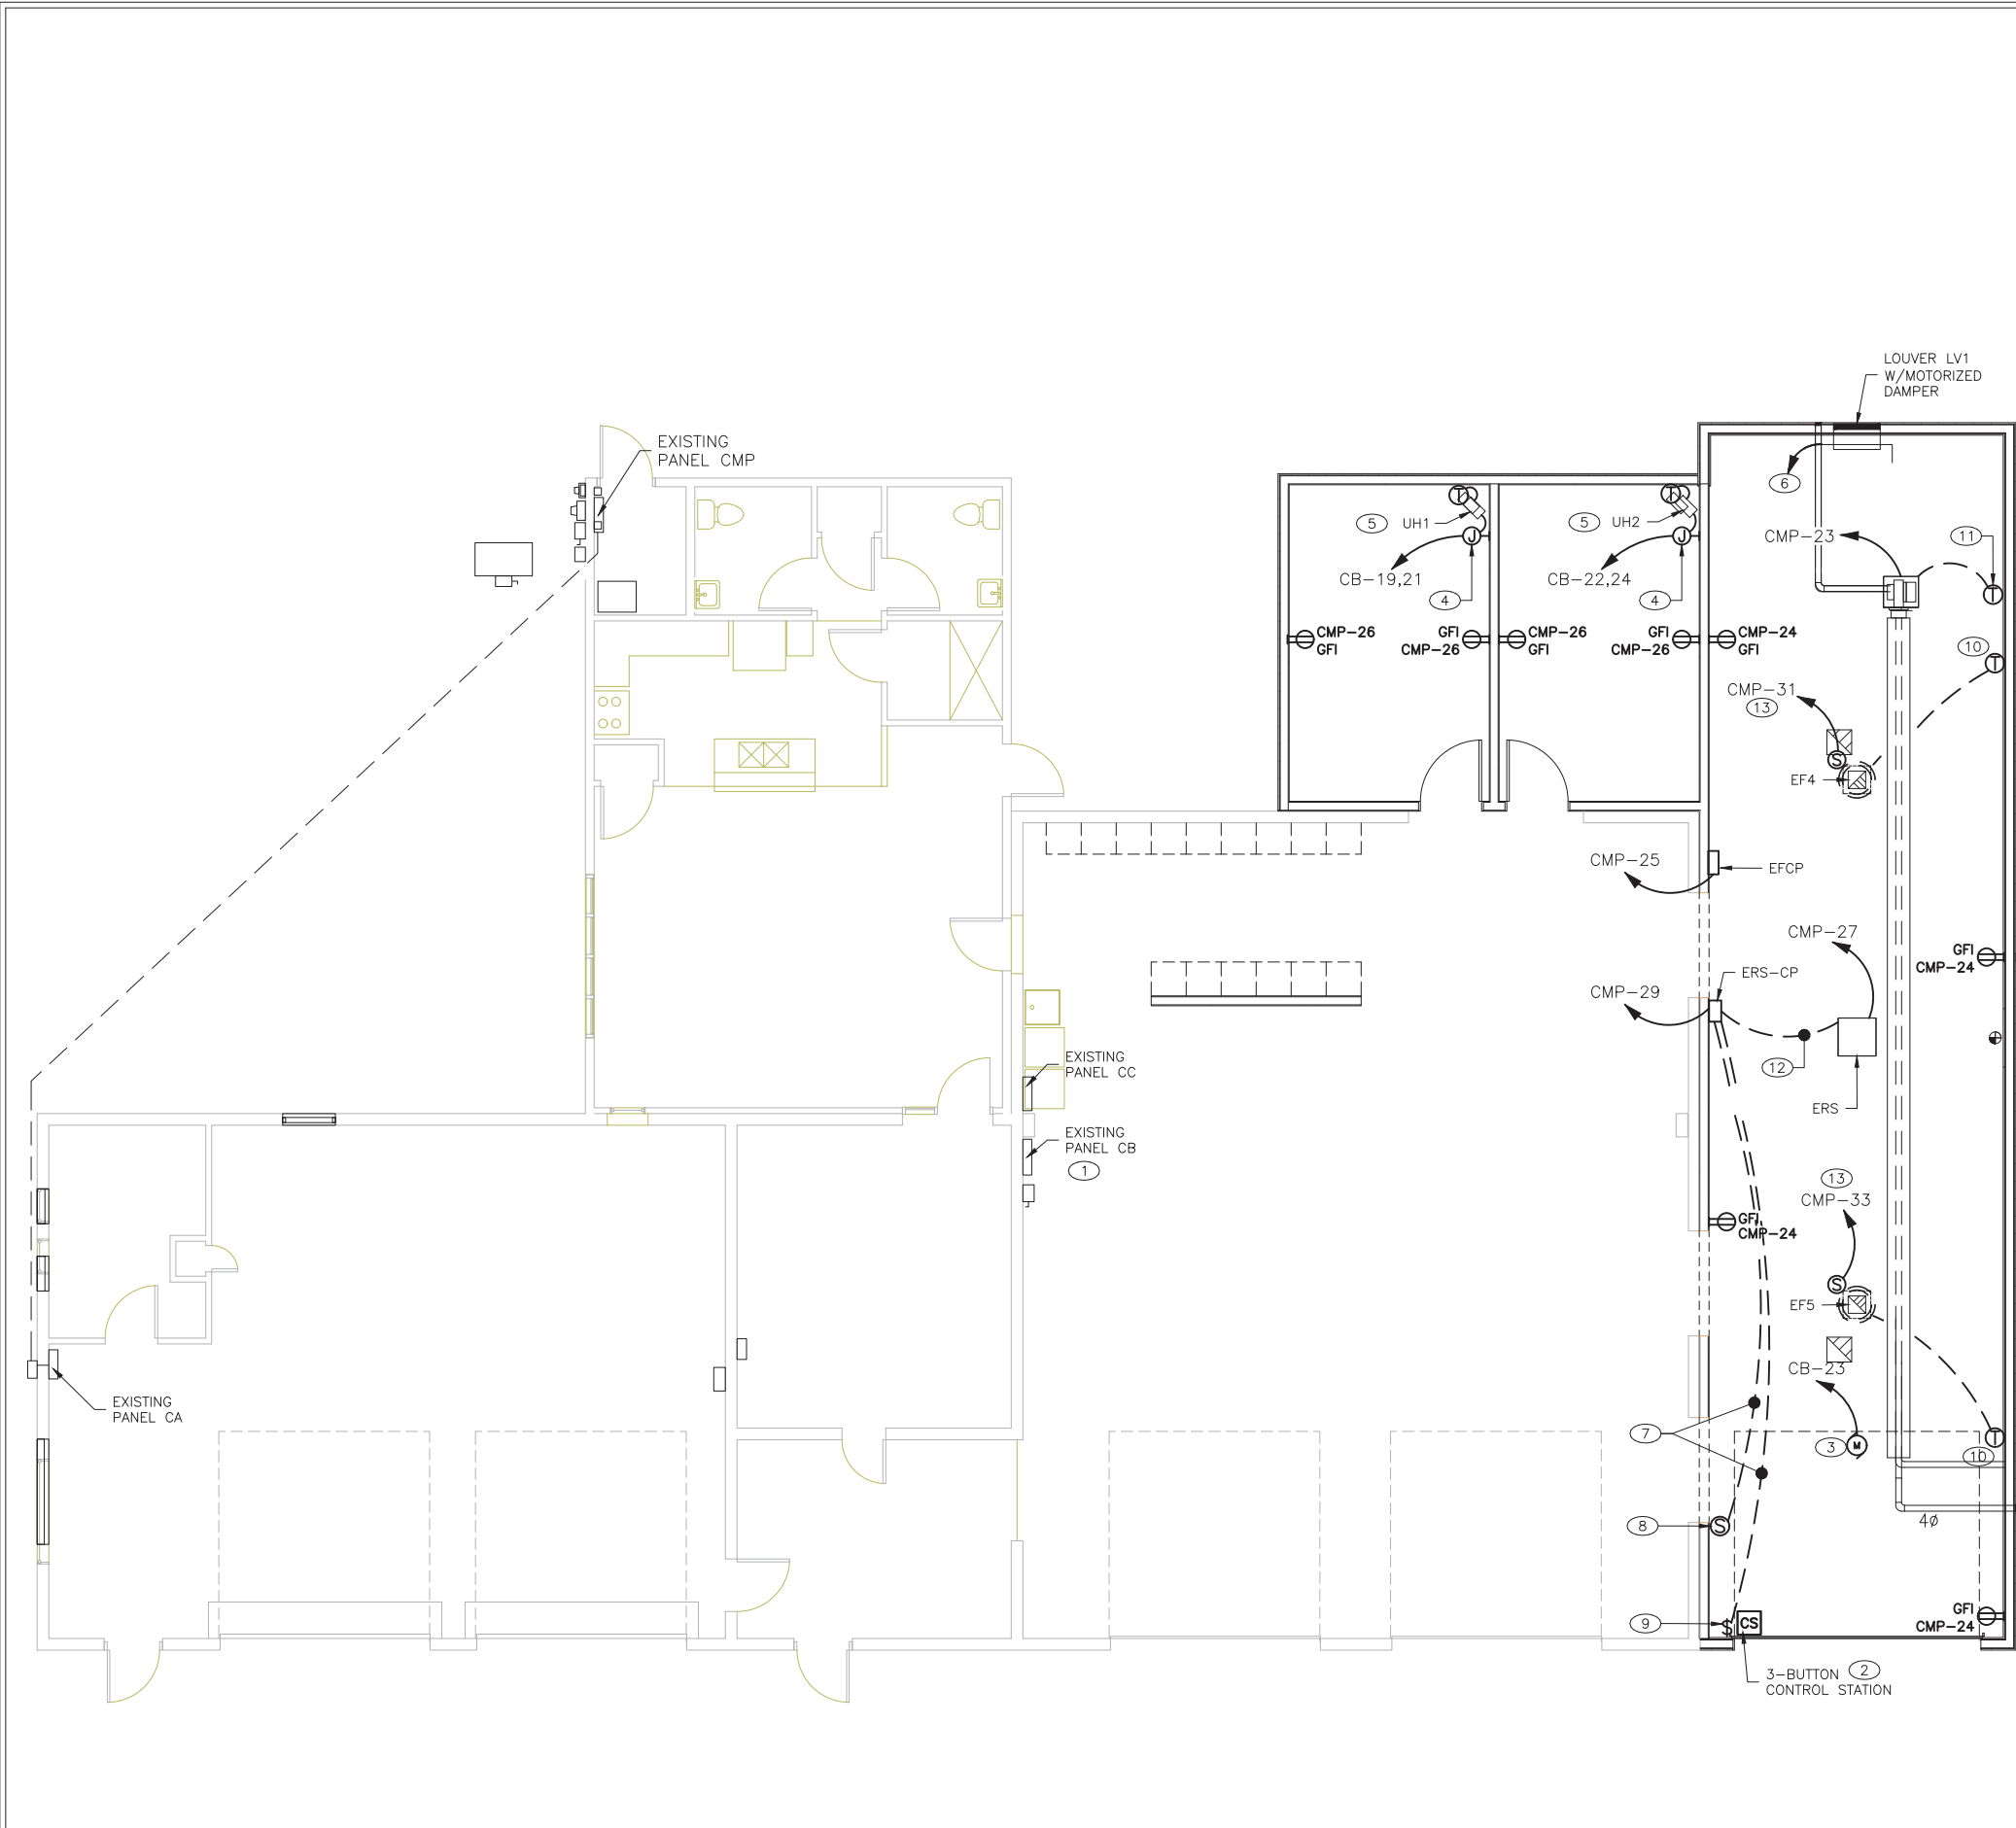 LOUVER LV1
W/MOTORIZED
DAMPER
EXISTING
PANEL CMP
6
5
UH1
T
J
CB-19,21
4
5
UH2
T
J
CB-22,24
4
CMP-23
11
T
CMP-26
GFI
GFI
CMP-26
CMP-26
GFI
GFI
CMP-26
CMP-24
GFI
10
T
CMP-31
13
S
EF4
CMP-25
EFCP
CMP-27
GFI
CMP-24
ERS-CP
CMP-29
12
ERS
EXISTING
PANEL CC
EXISTING
PANEL CB
1
13
CMP-33
GFI
CMP-24
S
EF5
CB-23
EXISTING
PANEL CA
7
3
M
T
10
8
S
4ø
9
$
CS
GFI
CMP-24
3-BUTTON
CONTROL STATION
2